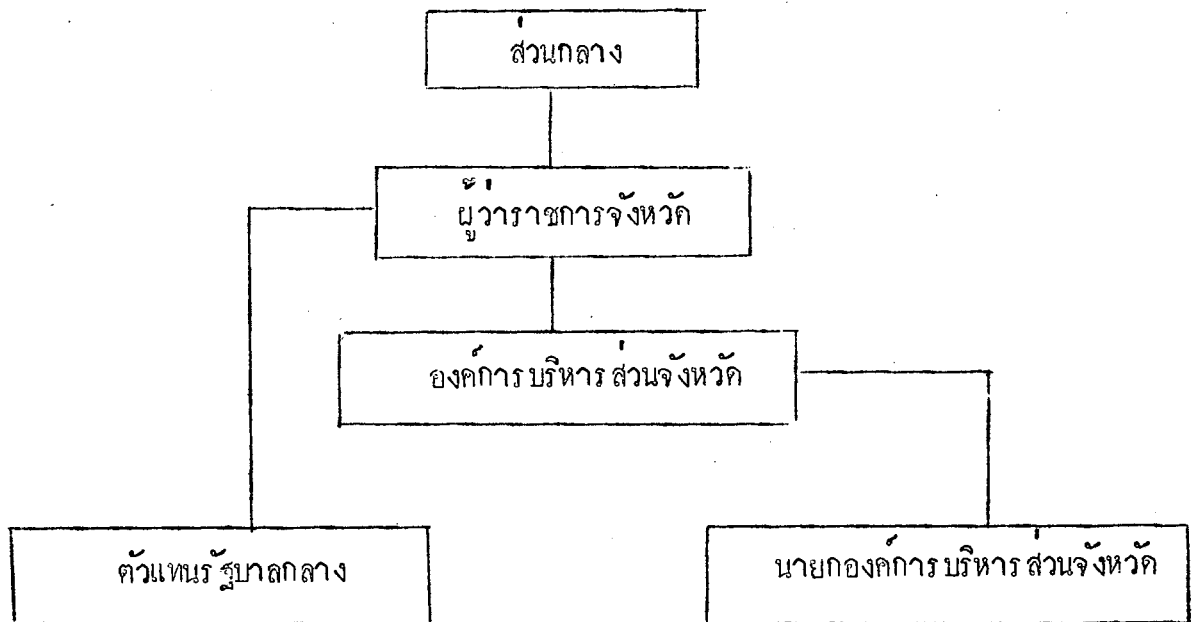 ส่วนกลาง
ผู้ว่าราชการจังหวัด
องค์การบริหารส่วนจังหวัด
ตัวแทนรัฐบาลกลาง
นายกองค์การบริหารส่วนจังหวัด